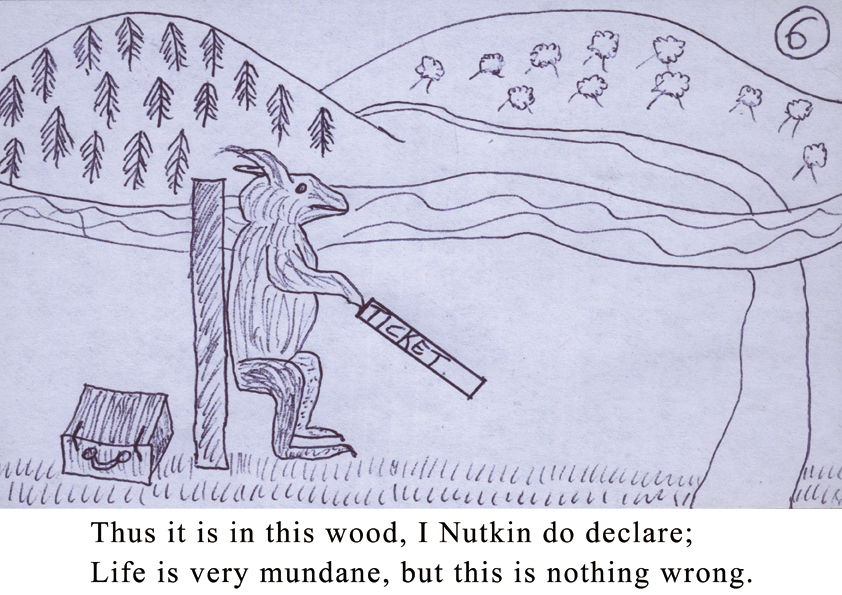 6
TICKET
Thus it is in this wood, I Nutkin do declare;
Life is very mundane, but this is nothing wrong.